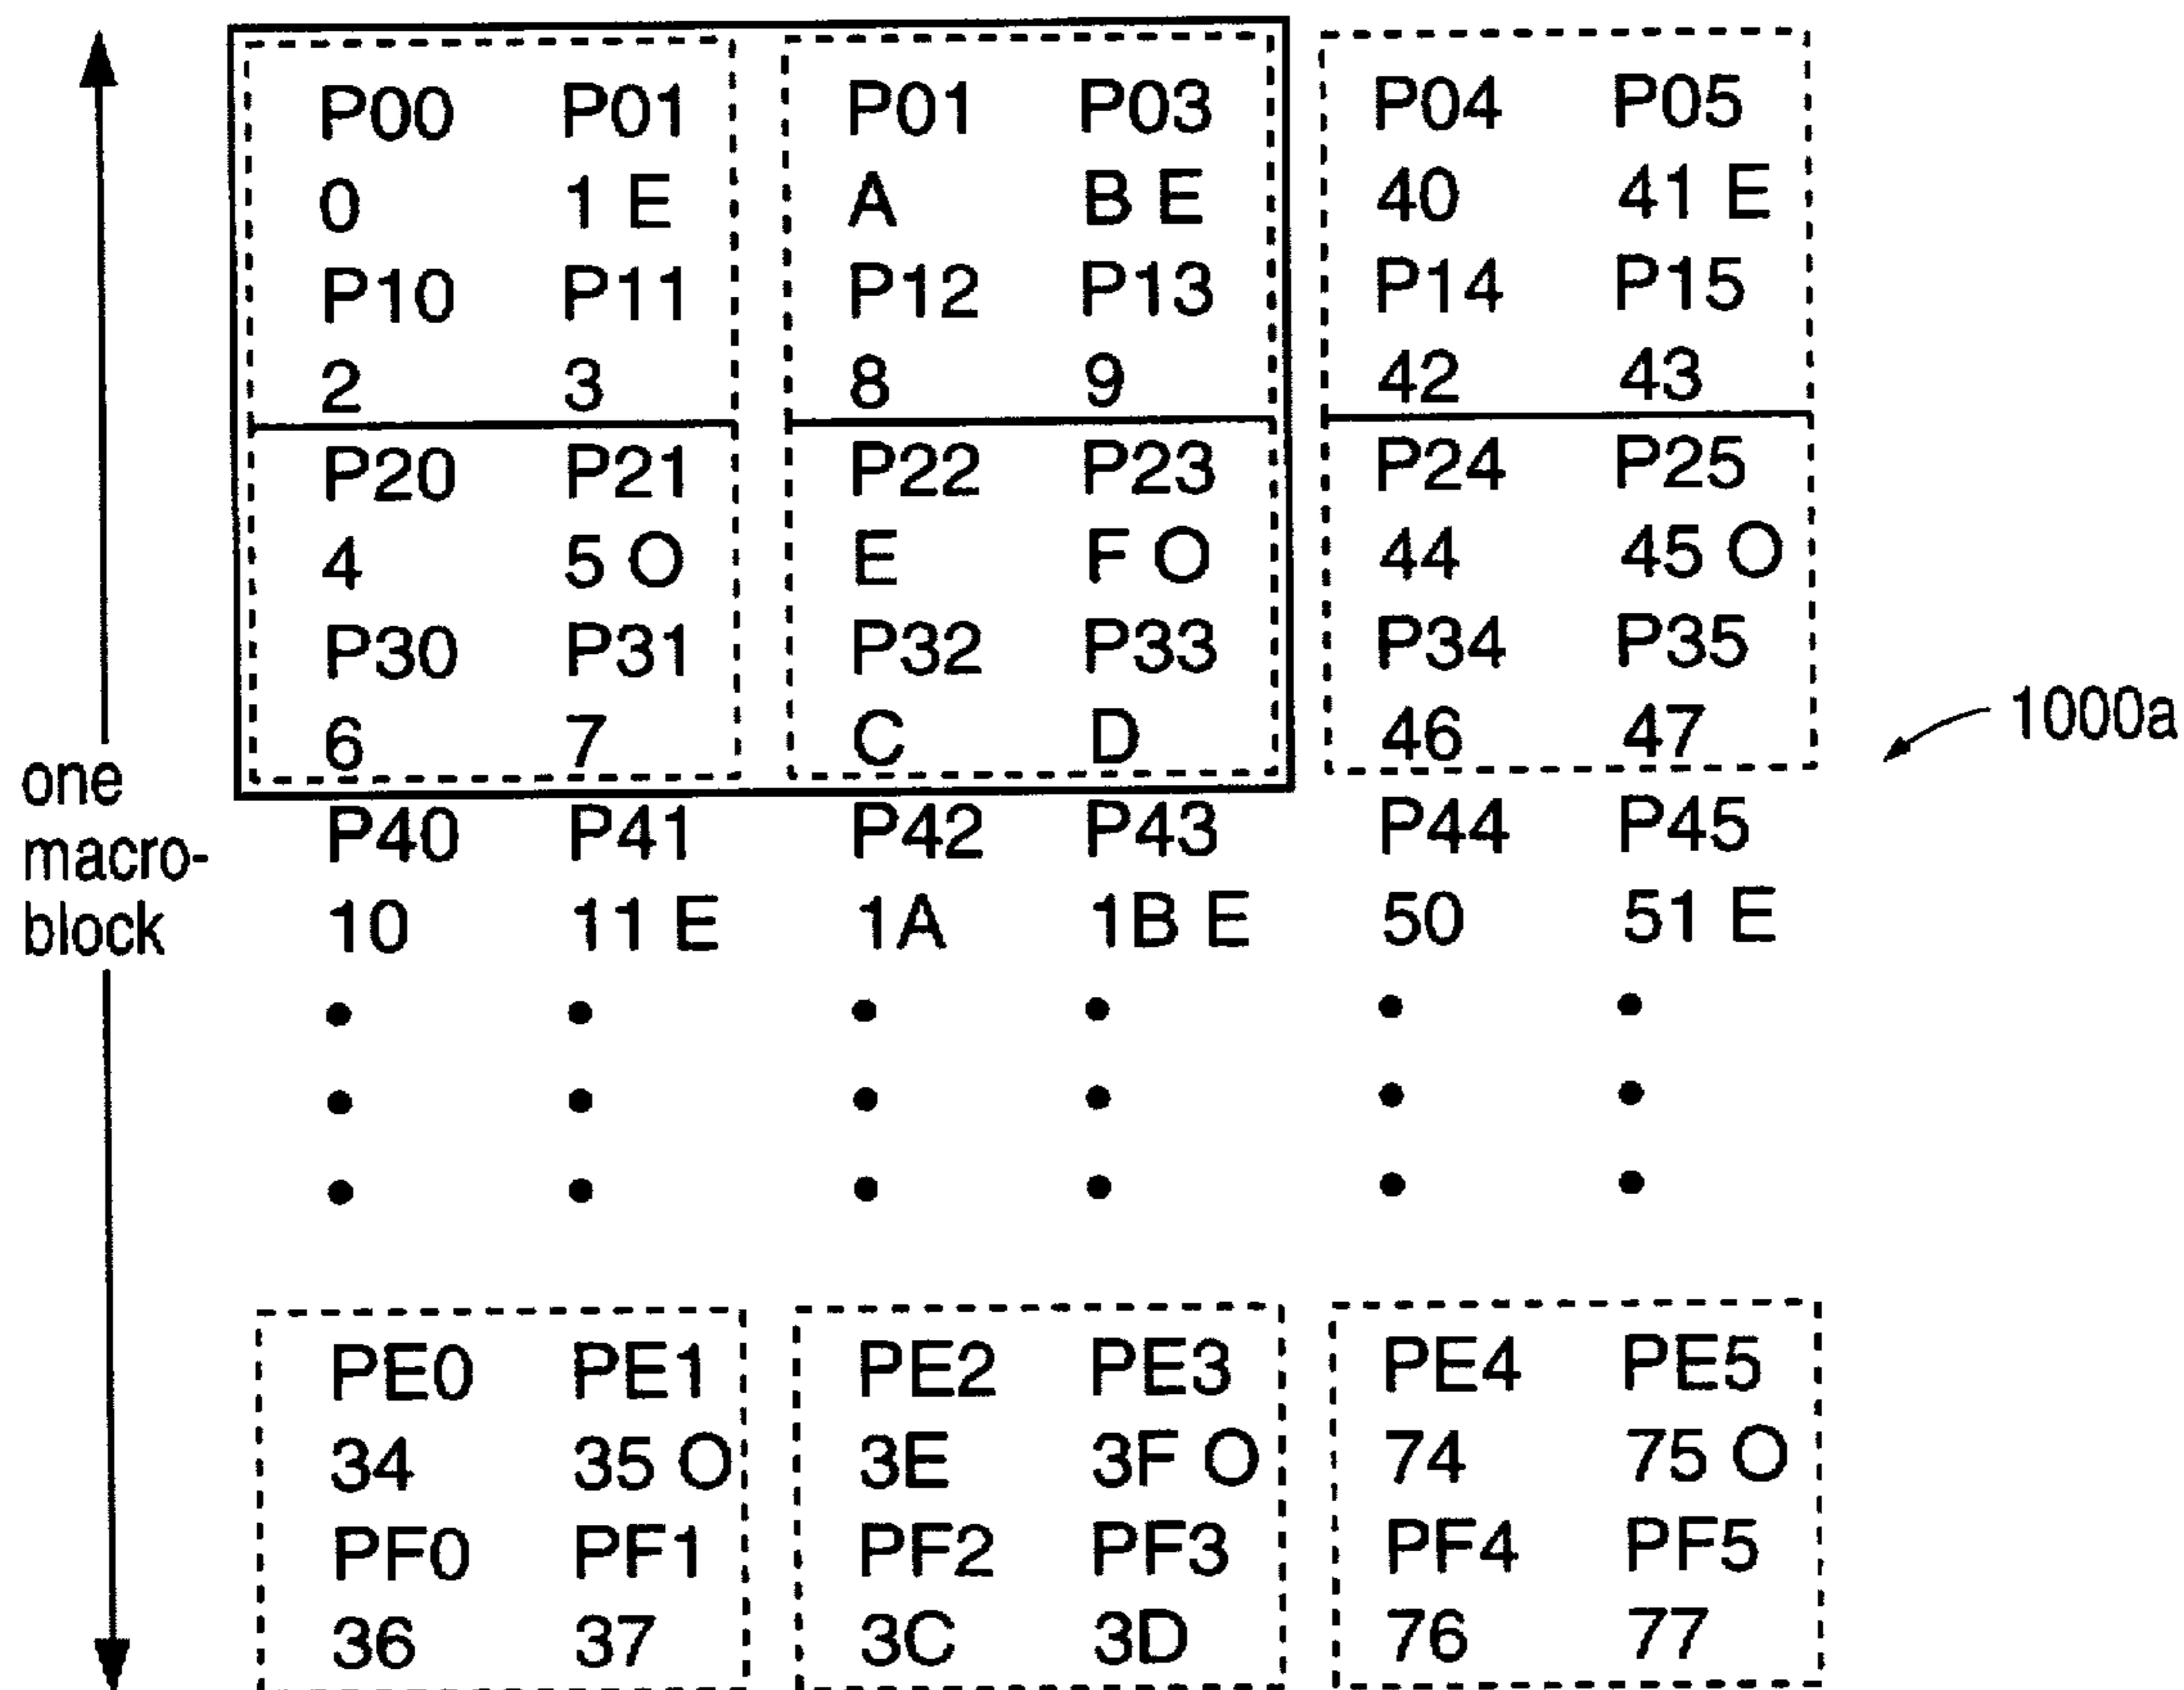 P00 P01 P01 P03 P04 P05
0 1 E A B E 40 41 E
P10 P11 P12 P13 P14 P15
2 3 8 9 42 43
P20 P21 P22 P23 P24 P25
4 5 O E F O 44 45 O
P30 P31 P32 P33 P34 P35
6 7 C D 46 47
1000a
one
macro-
block
P40 P41 P42 P43 P44 P45
10 11 E 1A 1B E 50 51 E
PE0 PE1 PE2 PE3 PE4 PE5
34 35 O 3E 3F O 74 75 O
PF0 PF1 PF2 PF3 PF4 PF5
36 37 3C 3D 76 77